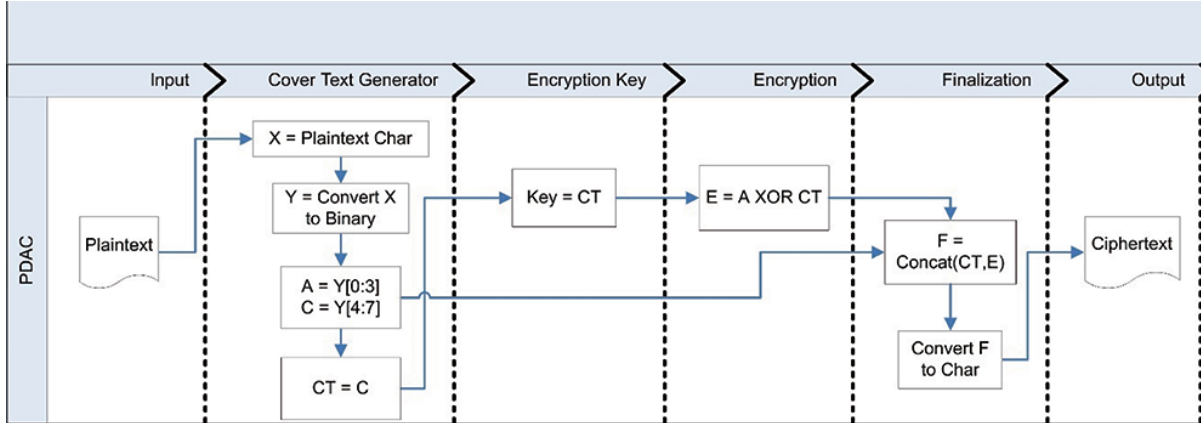 Input
Cover Text Generator
Encryption Key
Encryption
Finalization
Output
PDAC
Plaintext
X = Plaintext Char
Y = Convert X
to Binary
A = Y[0:3]
C = Y[4:7]
CT = C
Key = CT
E = A XOR CT
F =
Concat(CT,E)
Convert F
to Char
Ciphertext